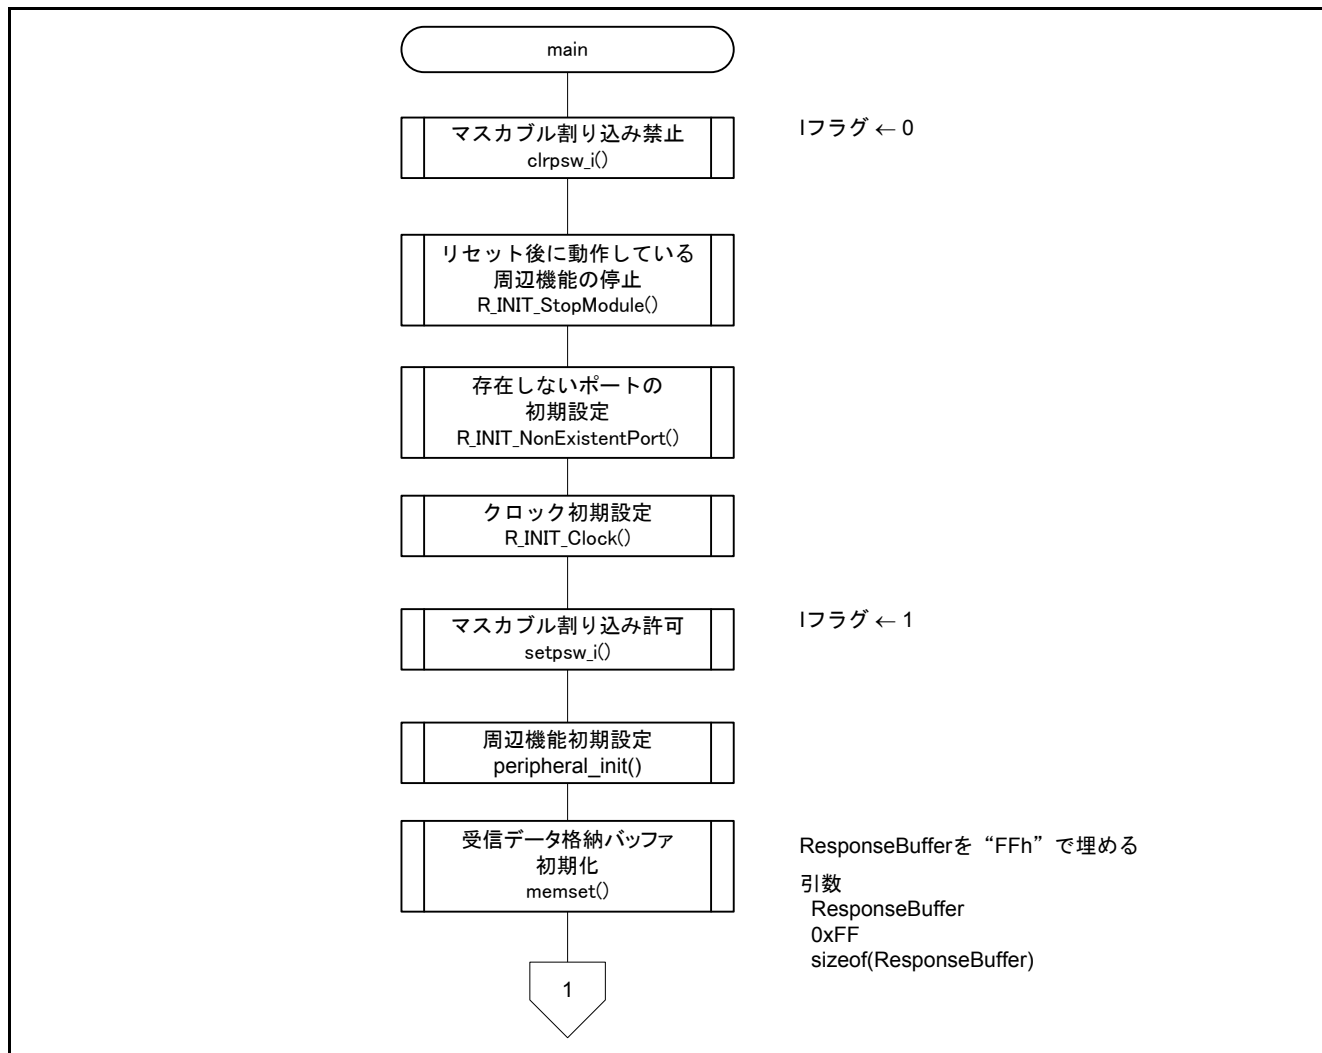 main
マスカブル割り込み禁止
clrpsw_i()
Iフラグ ← 0
リセット後に動作している
周辺機能の停止
R_INIT_StopModule()
存在しないポートの
初期設定
R_INIT_NonExistentPort()
クロック初期設定
R_INIT_Clock()
マスカブル割り込み許可
setpsw_i()
Iフラグ ← 1
周辺機能初期設定
peripheral_init()
受信データ格納バッファ
初期化
memset()
ResponseBufferを“FFh”で埋める
引数
ResponseBuffer
0xFF
sizeof(ResponseBuffer)
1